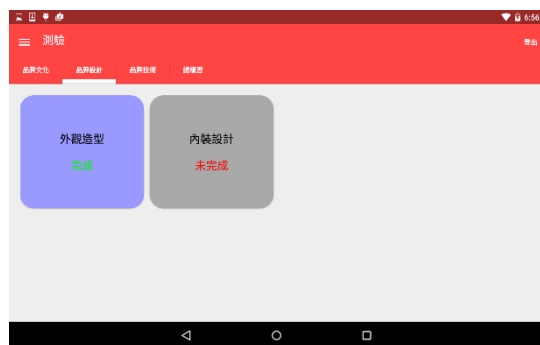 6:56
測驗
登出
品牌文化 品牌設計 品牌技術 總複習
外觀造型 內裝設計
完成 未完成